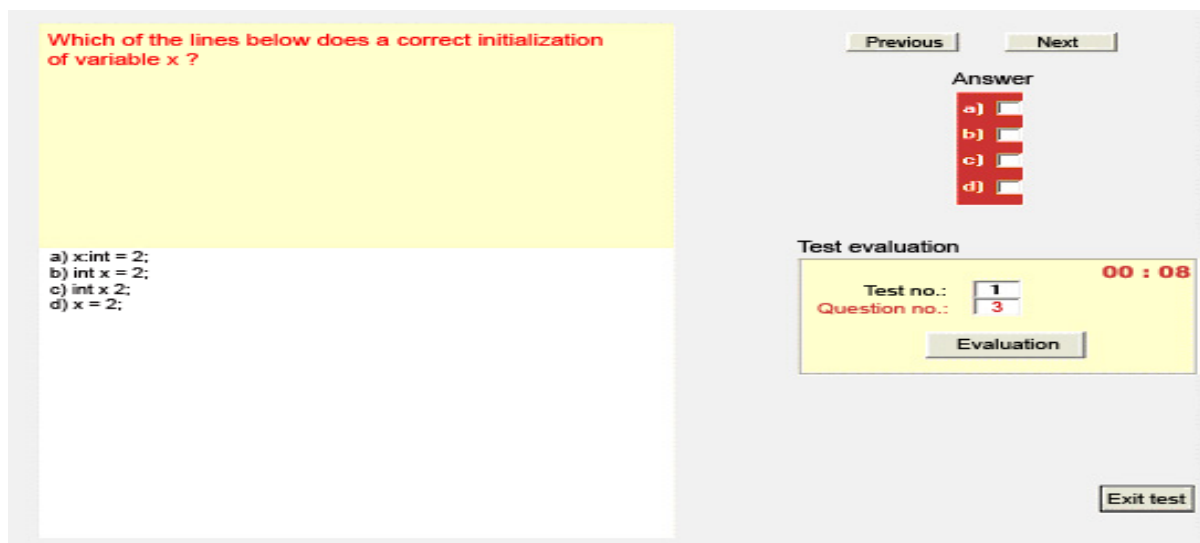 Which of the lines below does a correct initialization
of variable x ?
a) x:int = 2;
b) int x = 2;
c) int x 2;
d) x = 2;
Previous
Next
Answer
a)
b)
c)
d)
Test evaluation
00 : 08
Test no.: 1
Question no.: 3
Evaluation
Exit test